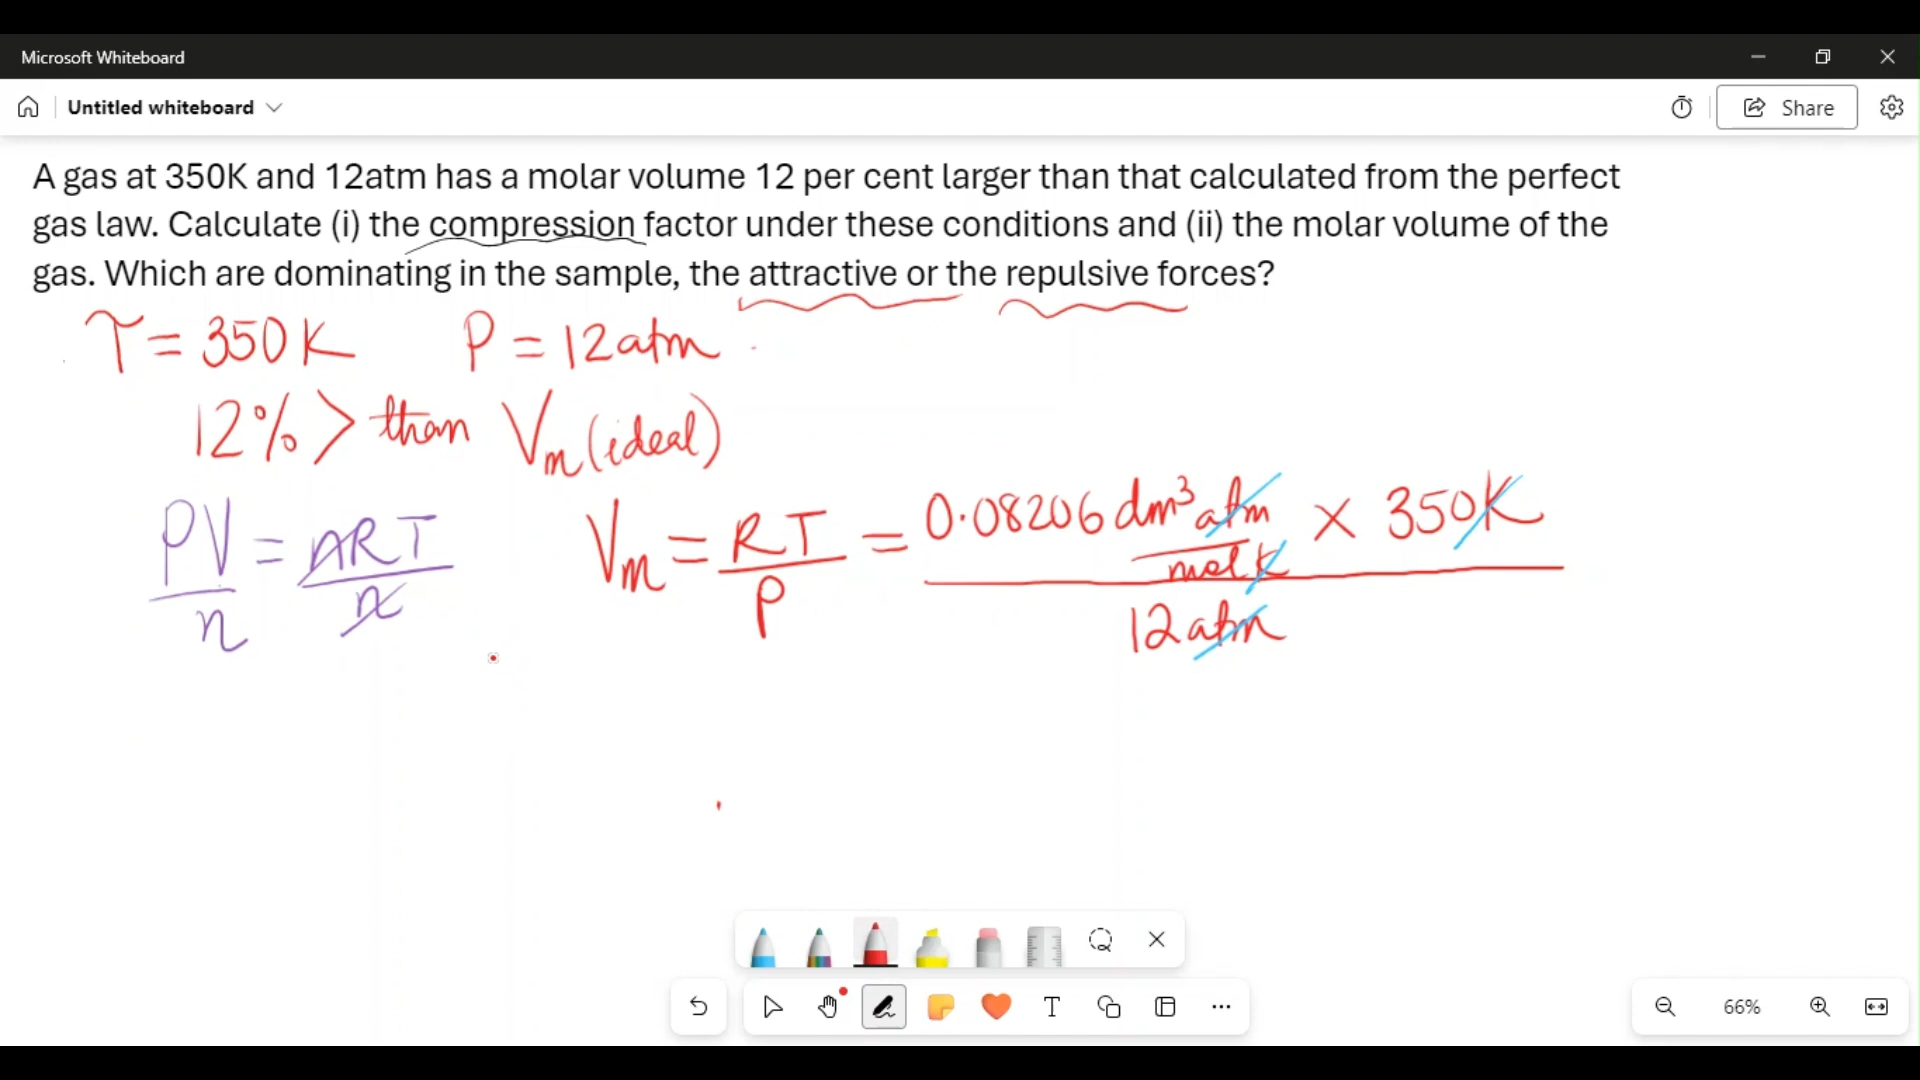 Microsoft Whiteboard
Untitled whiteboard
Share
A gas at 350K and 12atm has a molar volume 12 per cent larger than that calculated from the perfect
gas law. Calculate (i) the compression factor under these conditions and (ii) the molar volume of the
gas. Which are dominating in the sample, the attractive or the repulsive forces?
T = 350K P = 12atm
12% > than Vm (ideal)
PV/n = nRT/n Vm = RT/P = 0.08206 dm³ atm/mol K × 350K / 12 atm
66%